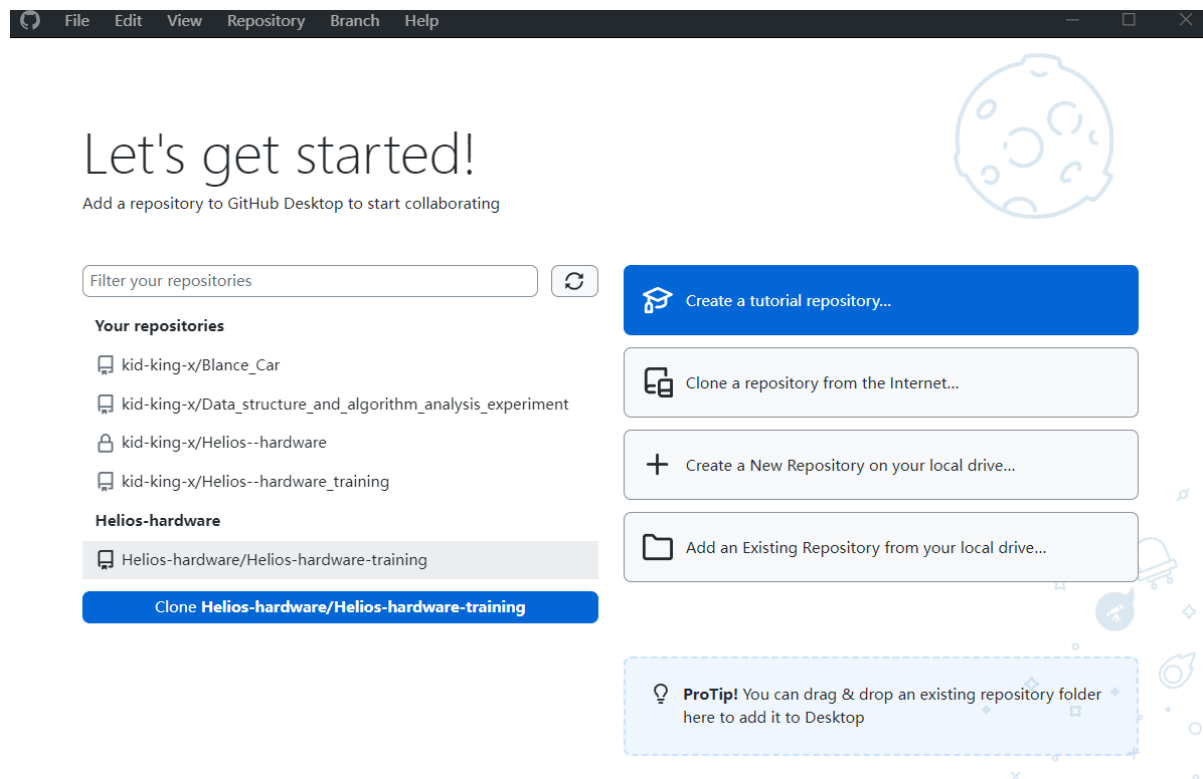 File Edit View Repository Branch Help
Let's get started!
Add a repository to GitHub Desktop to start collaborating
Filter your repositories
Your repositories
kid-king-x/Blance_Car
kid-king-x/Data_structure_and_algorithm_analysis_experiment
kid-king-x/Helios--hardware
kid-king-x/Helios--hardware_training
Helios-hardware
Helios-hardware/Helios-hardware-training
Clone Helios-hardware/Helios-hardware-training
Create a tutorial repository...
Clone a repository from the Internet...
Create a New Repository on your local drive...
Add an Existing Repository from your local drive...
ProTip! You can drag & drop an existing repository folder
here to add it to Desktop